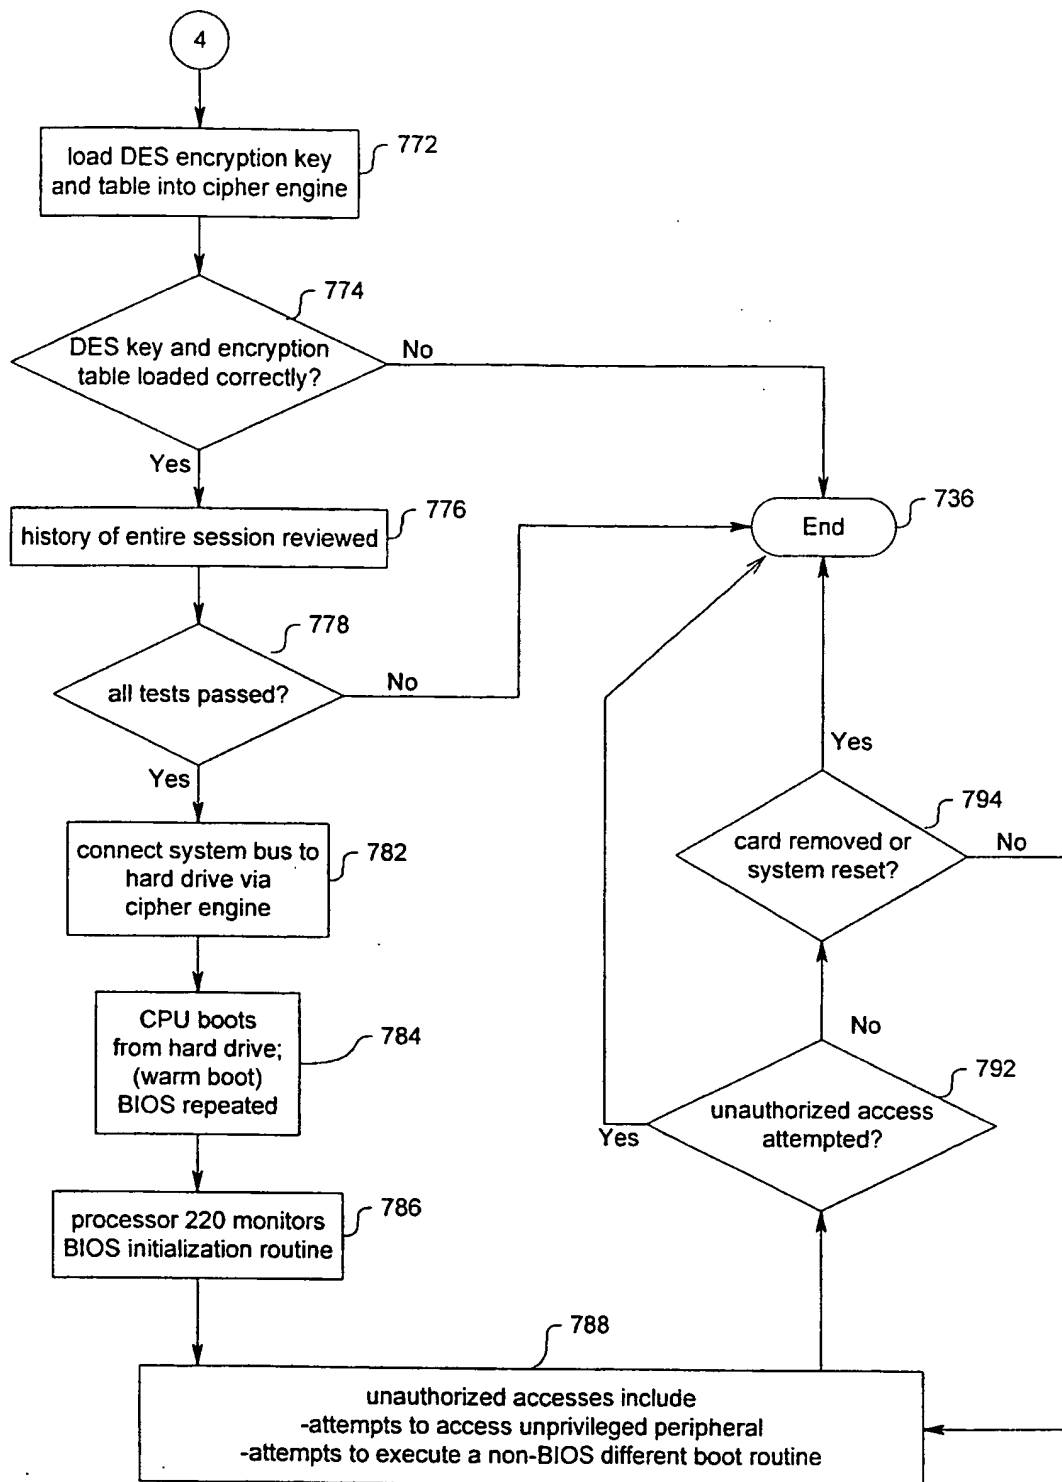 4
load DES encryption key
and table into cipher engine
772
774
DES key and encryption
table loaded correctly?
No
Yes
history of entire session reviewed
776
End
736
778
all tests passed?
No
Yes
connect system bus to
hard drive via
cipher engine
782
CPU boots
from hard drive;
(warm boot)
BIOS repeated
784
processor 220 monitors
BIOS initialization routine
786
788
unauthorized accesses include
-attempts to access unprivileged peripheral
-attempts to execute a non-BIOS different boot routine
unauthorized access
attempted?
792
Yes
No
card removed or
system reset?
794
No
Yes